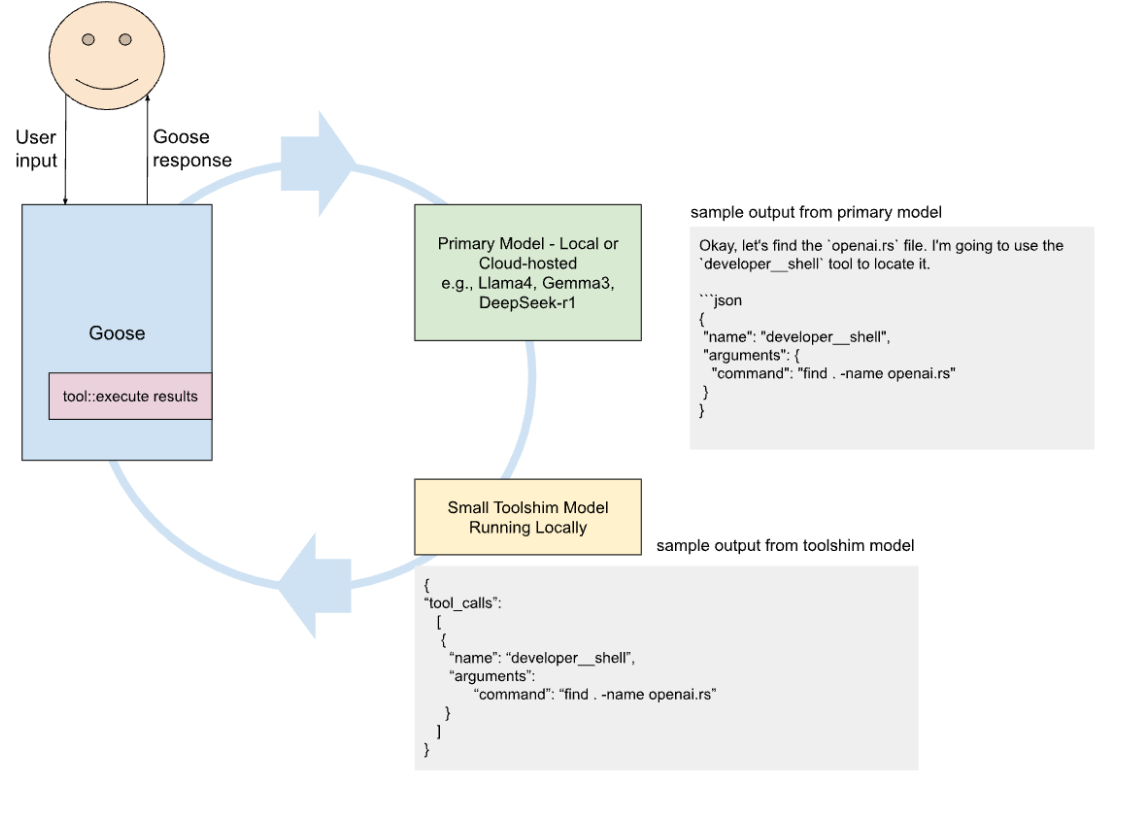 User
input
Goose
response
Goose
tool::execute results
Primary Model - Local or
Cloud-hosted
e.g., Llama4, Gemma3,
DeepSeek-r1
sample output from primary model
Okay, let's find the `openai.rs` file. I'm going to use the
`developer__shell` tool to locate it.
```json
{
"name": "developer__shell",
"arguments": {
"command": "find . -name openai.rs"
}
}
Small Toolshim Model
Running Locally
sample output from toolshim model
{
“tool_calls”:
[
{
“name”: “developer__shell”,
“arguments”:
“command”: “find . -name openai.rs”
}
]
}